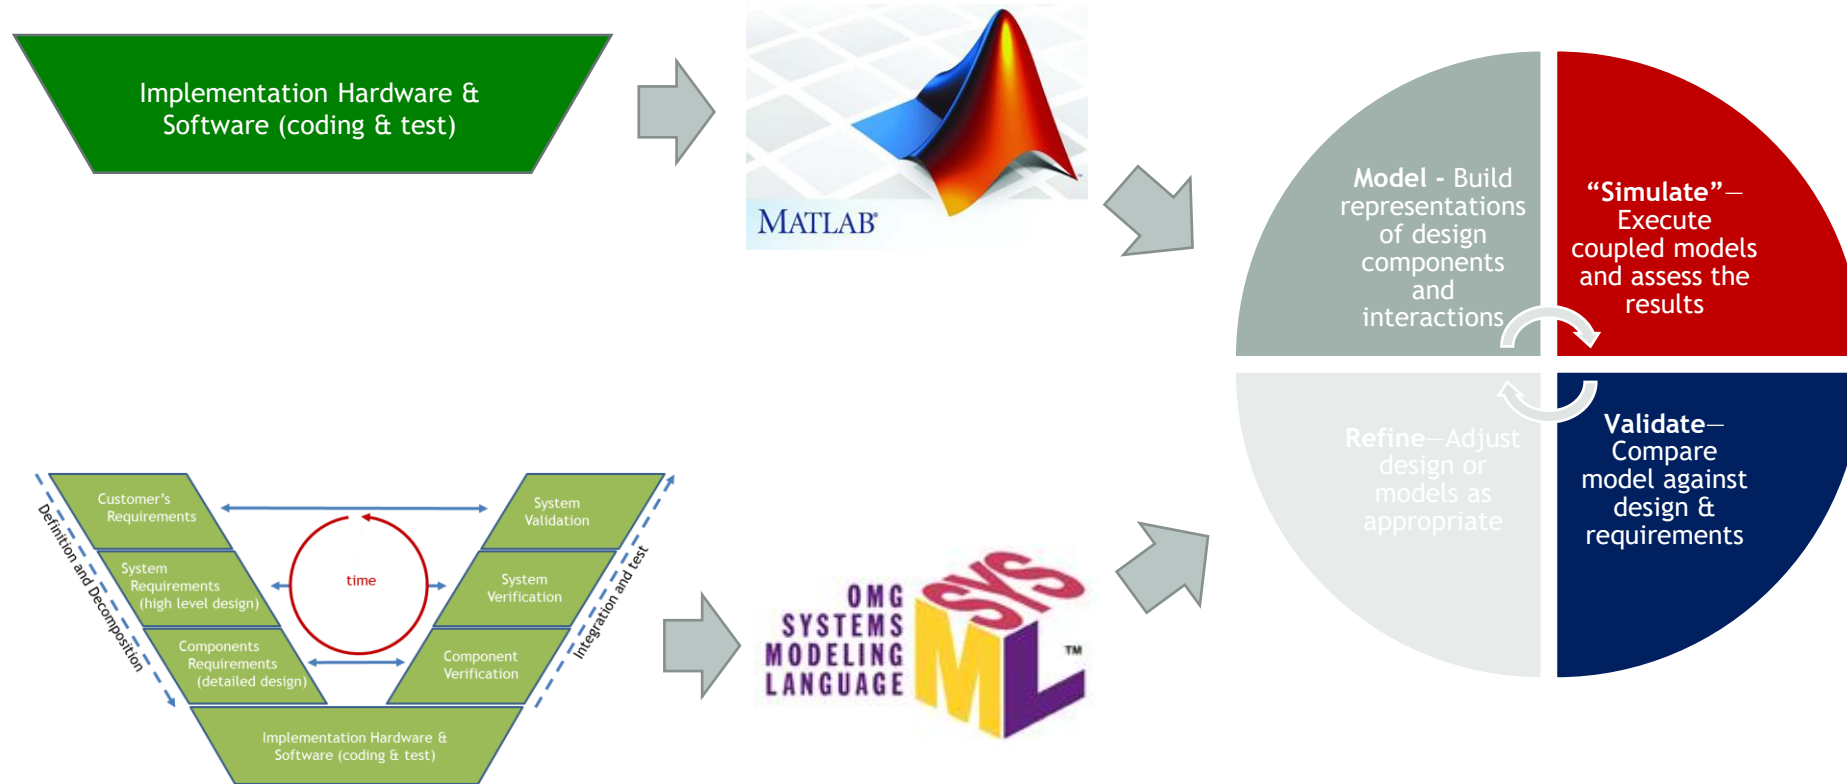 Implementation Hardware &
Software (coding & test)
MATLAB®
™
Model - Build
representations
of design
components
and
interactions
“Simulate”—
Execute
coupled models
and assess the
results
Refine—Adjust
design or
models as
appropriate
Validate—
Compare
model against
design &
requirements
Definition and Decomposition
Customer’s
Requirements
System
Requirements
(high level design)
Components
Requirements
(detailed design)
time
System
Validation
System
Verification
Component
Verification
Integration and test
Implementation Hardware &
Software (coding & test)
OMG
SYSTEMS
MODELING
LANGUAGE
SYS
ML
TM